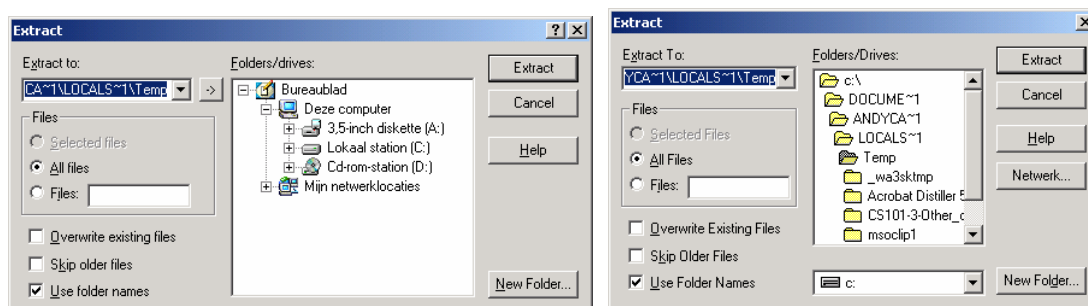 Extract
Extract to:
CA~1\LOCALS~1\Temp
->
Files
Selected files
All files
Files:
Overwrite existing files
Skip older files
Use folder names
Folders/drives:
Bureaublad
Deze computer
3,5-inch diskette (A:)
Lokaal station (C:)
Cd-rom-station (D:)
Mijn netwerklocaties
Extract
Cancel
Help
New Folder...
Extract
Extract To:
YCA~1\LOCALS~1\Temp
Files
Selected Files
All Files
Files:
Overwrite Existing Files
Skip Older Files
Use Folder Names
Folders/Drives:
c:\
DOCUME~1
ANDYCA~1
LOCALS~1
Temp
_wa3sktmp
Acrobat Distiller 5
CS101-3-Other_c
msoclip1
c:
Extract
Cancel
Help
Netwerk...
New Folder...